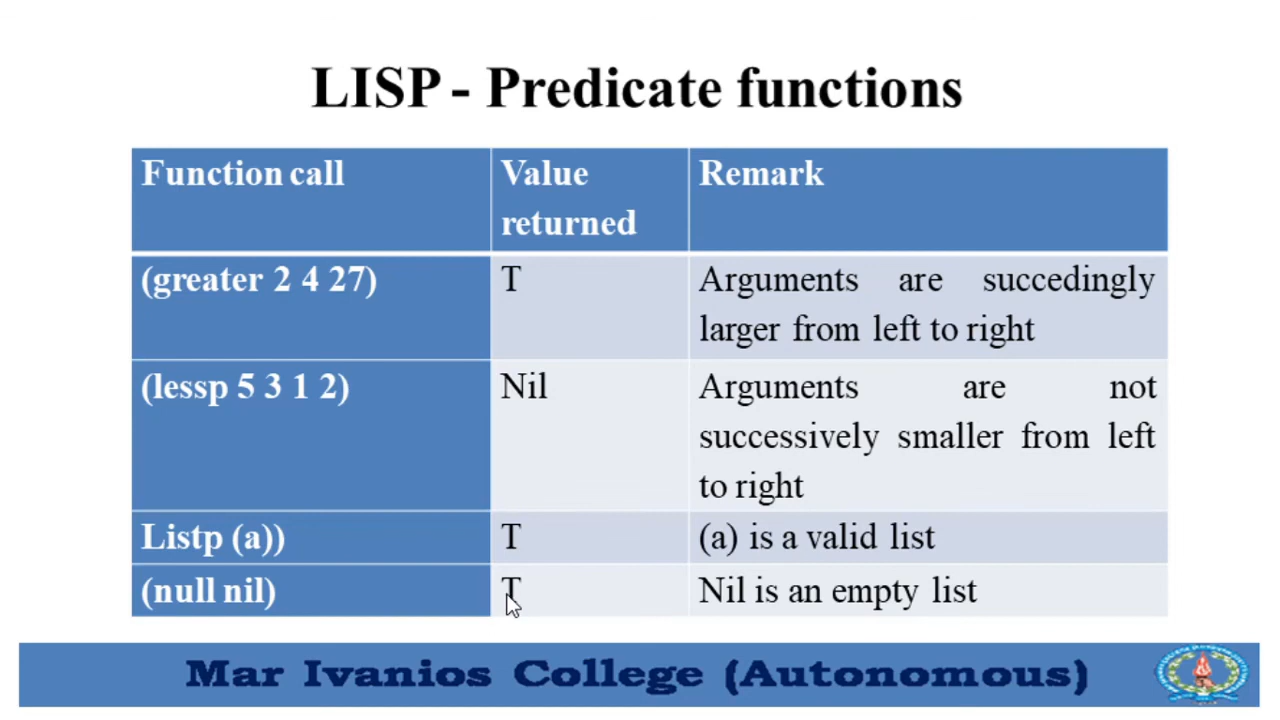 LISP - Predicate functions
Function call
Value
returned
Remark
(greater 2 4 27)
T
Arguments are succedingly
larger from left to right
(lessp 5 3 1 2)
Nil
Arguments are not
successively smaller from left
to right
Listp (a))
T
(a) is a valid list
(null nil)
T
Nil is an empty list
Mar Ivanios College (Autonomous)